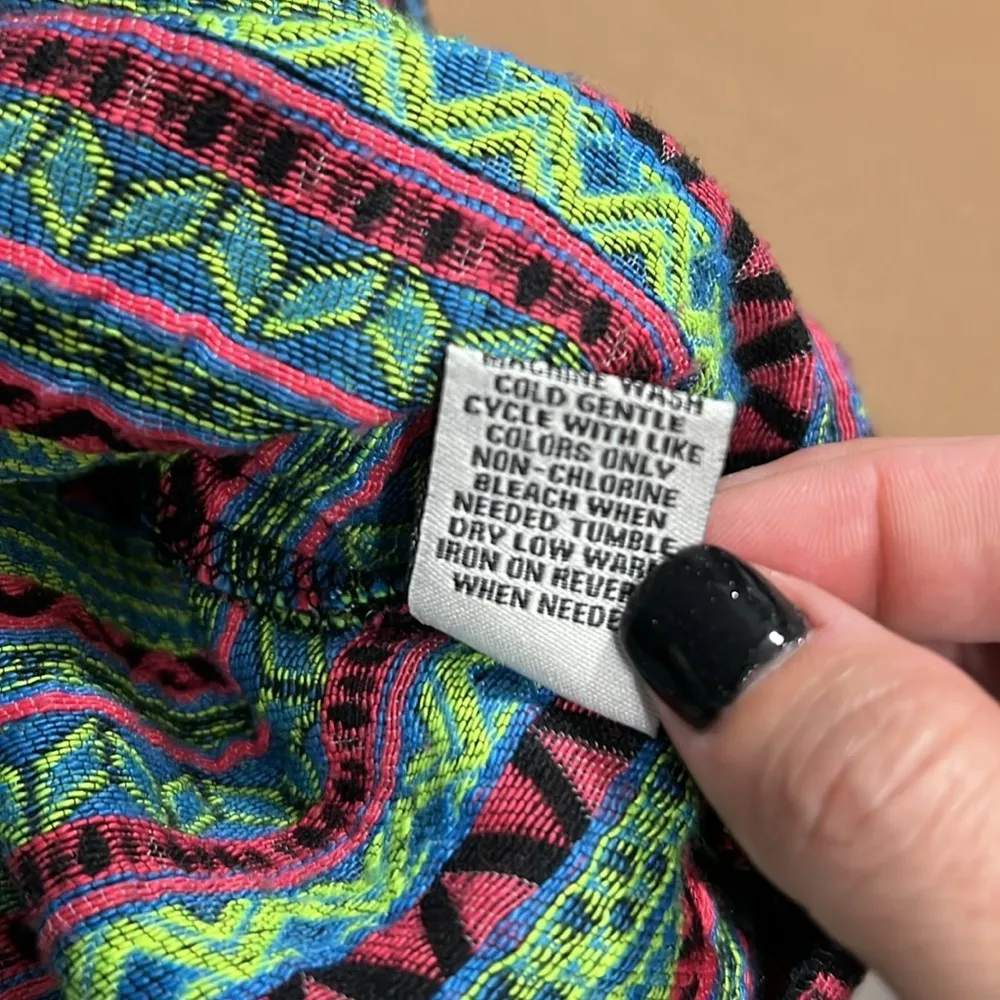 MACHINE WASH
COLD GENTLE
CYCLE WITH LIKE
COLORS ONLY
NON-CHLORINE
BLEACH WHEN
NEEDED TUMBLE
DRY LOW WARM
IRON ON REVER
WHEN NEEDE